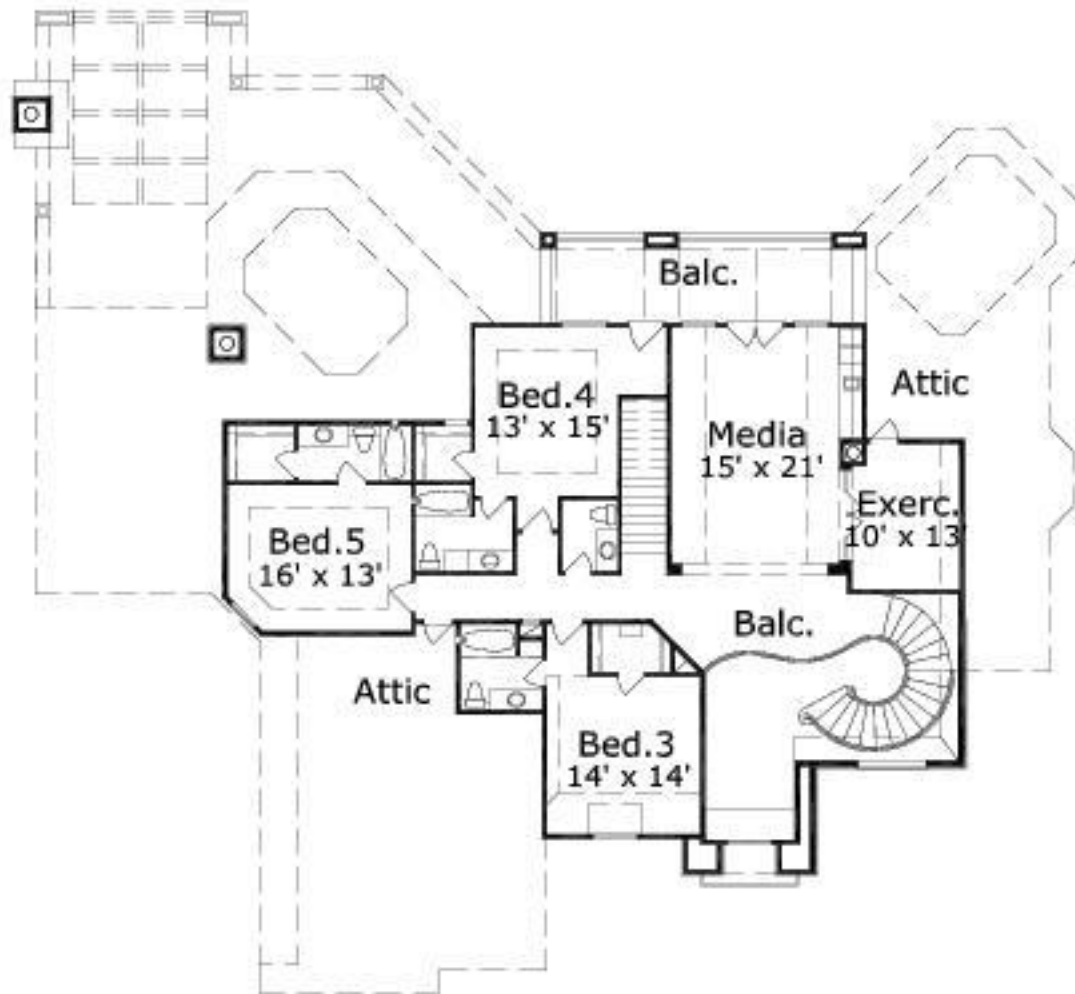 Balc.
Attic
Bed.4
13' x 15'
Media
15' x 21'
Exerc.
10' x 13'
Bed.5
16' x 13'
Balc.
Attic
Bed.3
14' x 14'